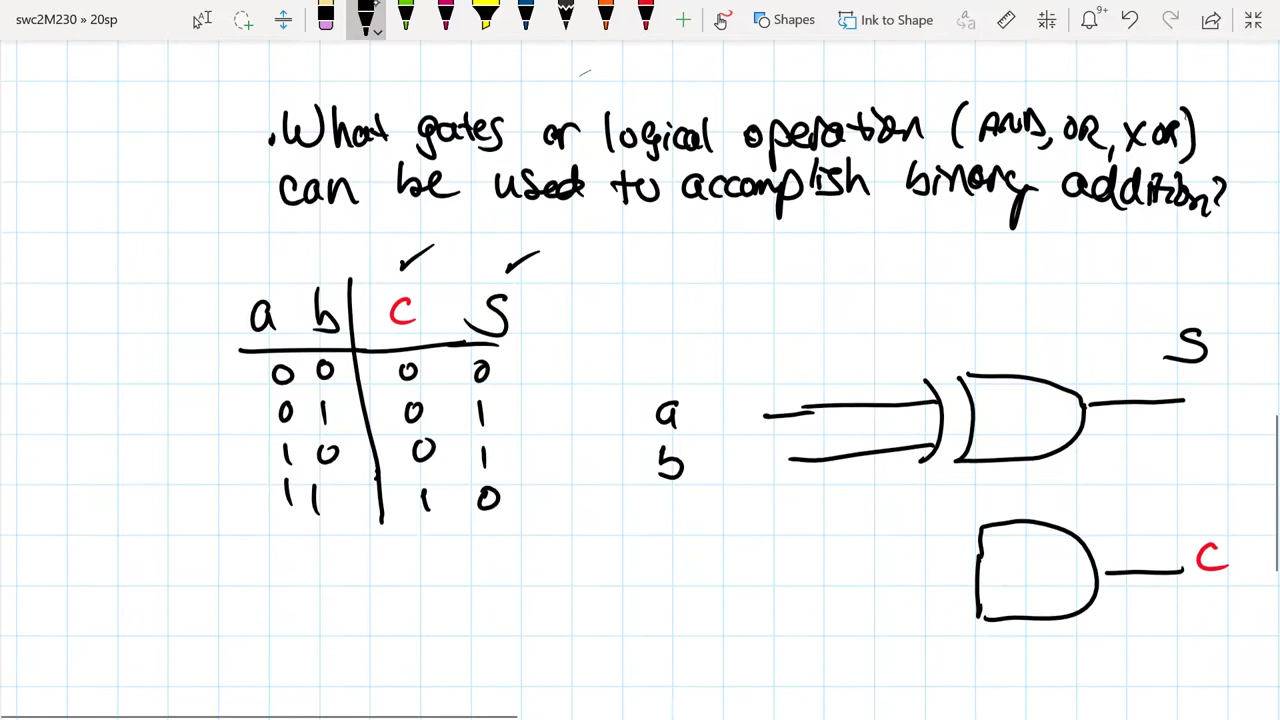 swc2M230 » 20sp
Shapes
Ink to Shape
9+
.What gates or logical operation (AND, OR, XOR)
can be used to accomplish binary addition?
a b c S
0 0 0 0
0 1 0 1
1 0 0 1
1 1 1 0
S
a
b
C